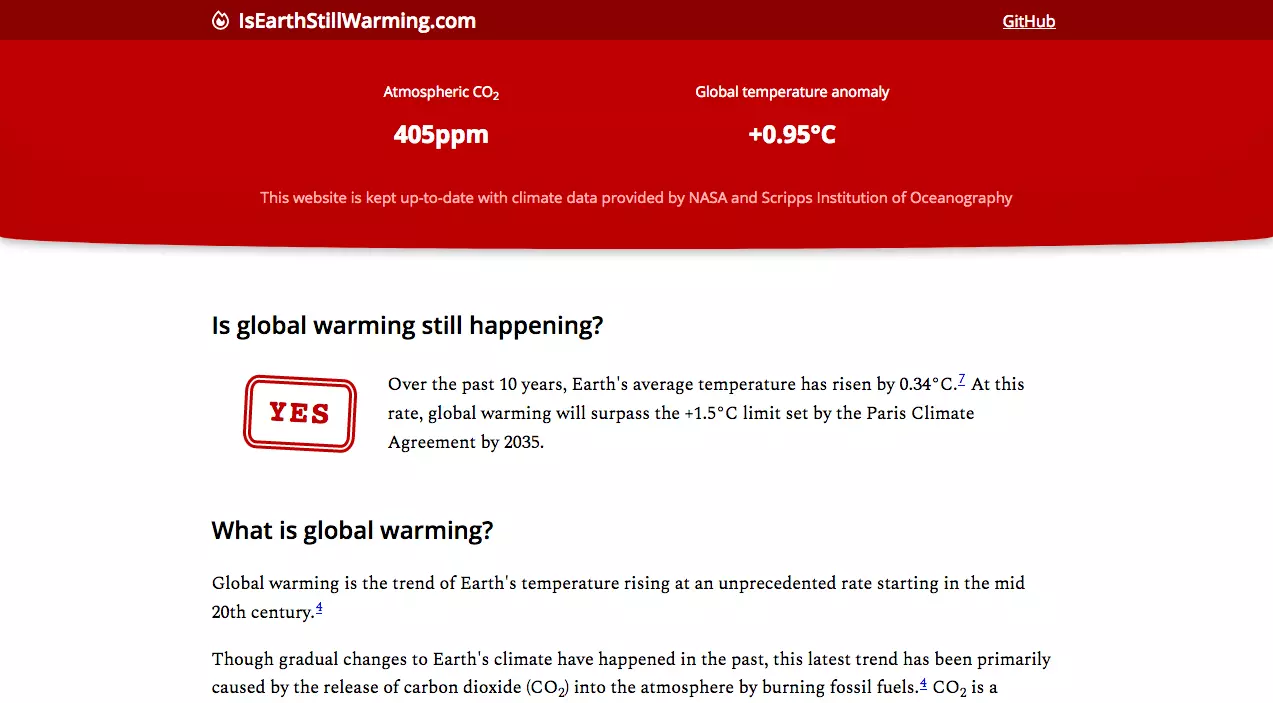 IsEarthStillWarming.com
GitHub
Atmospheric CO2
Global temperature anomaly
405ppm
+0.95°C
This website is kept up-to-date with climate data provided by NASA and Scripps Institution of Oceanography
Is global warming still happening?
YES
Over the past 10 years, Earth's average temperature has risen by 0.34°C.7 At this
rate, global warming will surpass the +1.5°C limit set by the Paris Climate
Agreement by 2035.
What is global warming?
Global warming is the trend of Earth's temperature rising at an unprecedented rate starting in the mid
20th century.4
Though gradual changes to Earth's climate have happened in the past, this latest trend has been primarily
caused by the release of carbon dioxide (CO2) into the atmosphere by burning fossil fuels.4 CO2 is a